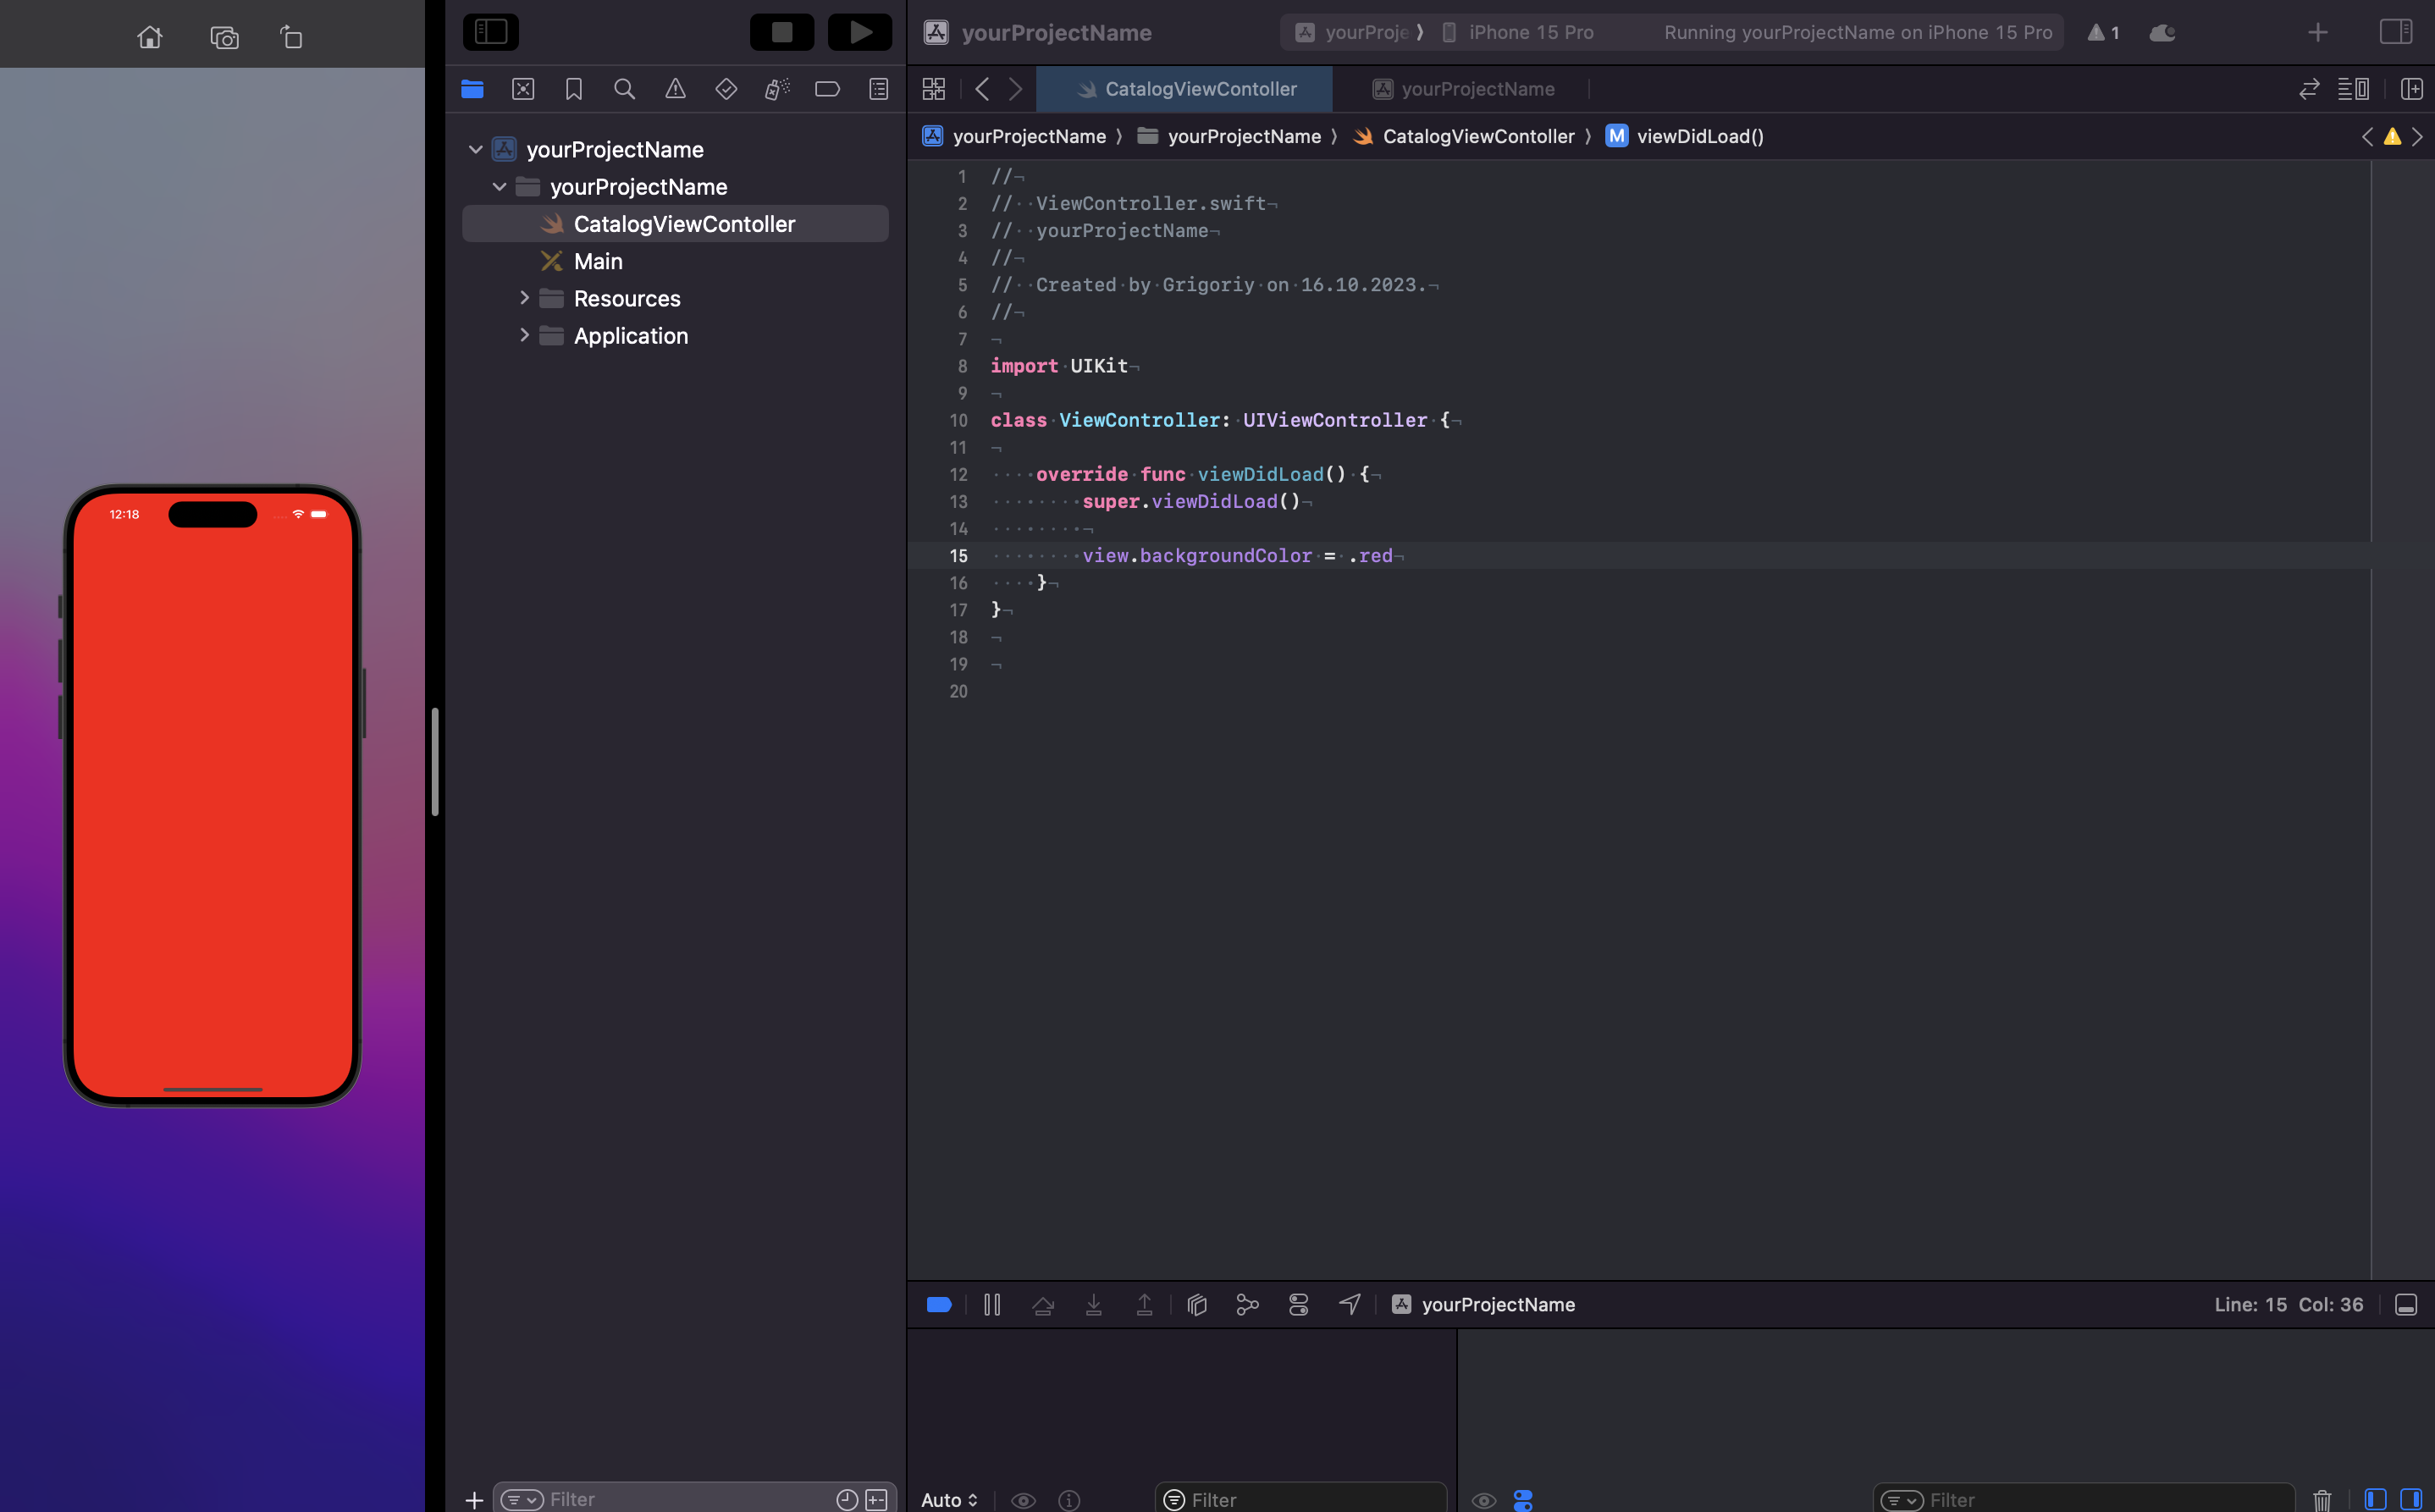 12:18
yourProjectName
yourProje
iPhone 15 Pro
Running yourProjectName on iPhone 15 Pro
1
CatalogViewContoller
yourProjectName
yourProjectName
yourProjectName
CatalogViewContoller
M
viewDidLoad()
yourProjectName
yourProjectName
CatalogViewContoller
Main
Resources
Application
1 //
2 //  ViewController.swift
3 //  yourProjectName
4 //
5 //  Created by Grigoriy on 16.10.2023.
6 //
7
8 import UIKit
9
10 class ViewController: UIViewController {
11
12     override func viewDidLoad() {
13         super.viewDidLoad()
14
15         view.backgroundColor = .red
16     }
17 }
18
19
20
yourProjectName
Line: 15 Col: 36
Filter
Auto
Filter
Filter